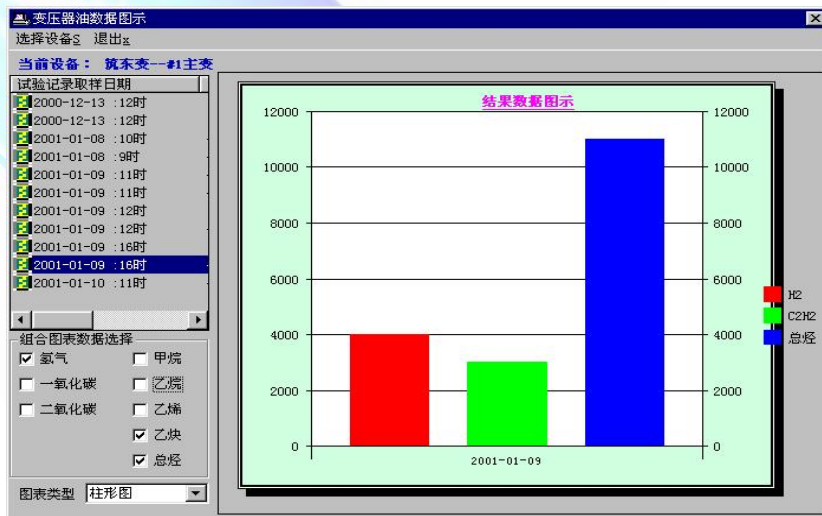 变压器油数据图示
选择设备S 退出x
当前设备： 筑东变--#1主变
试验记录取样日期
2000-12-13 :12时
2000-12-13 :12时
2001-01-08 :10时
2001-01-08 :9时
2001-01-09 :11时
2001-01-09 :11时
2001-01-09 :12时
2001-01-09 :12时
2001-01-09 :16时
2001-01-09 :16时
2001-01-10 :11时
组合图表数据选择
氢气 甲烷
一氧化碳 乙烷
二氧化碳 乙烯
乙炔
总烃
图表类型 柱形图
结果数据图示
12000 12000
10000 10000
8000 8000
6000 6000
4000 4000
2000 2000
0 0
2001-01-09
H2
C2H2
总烃